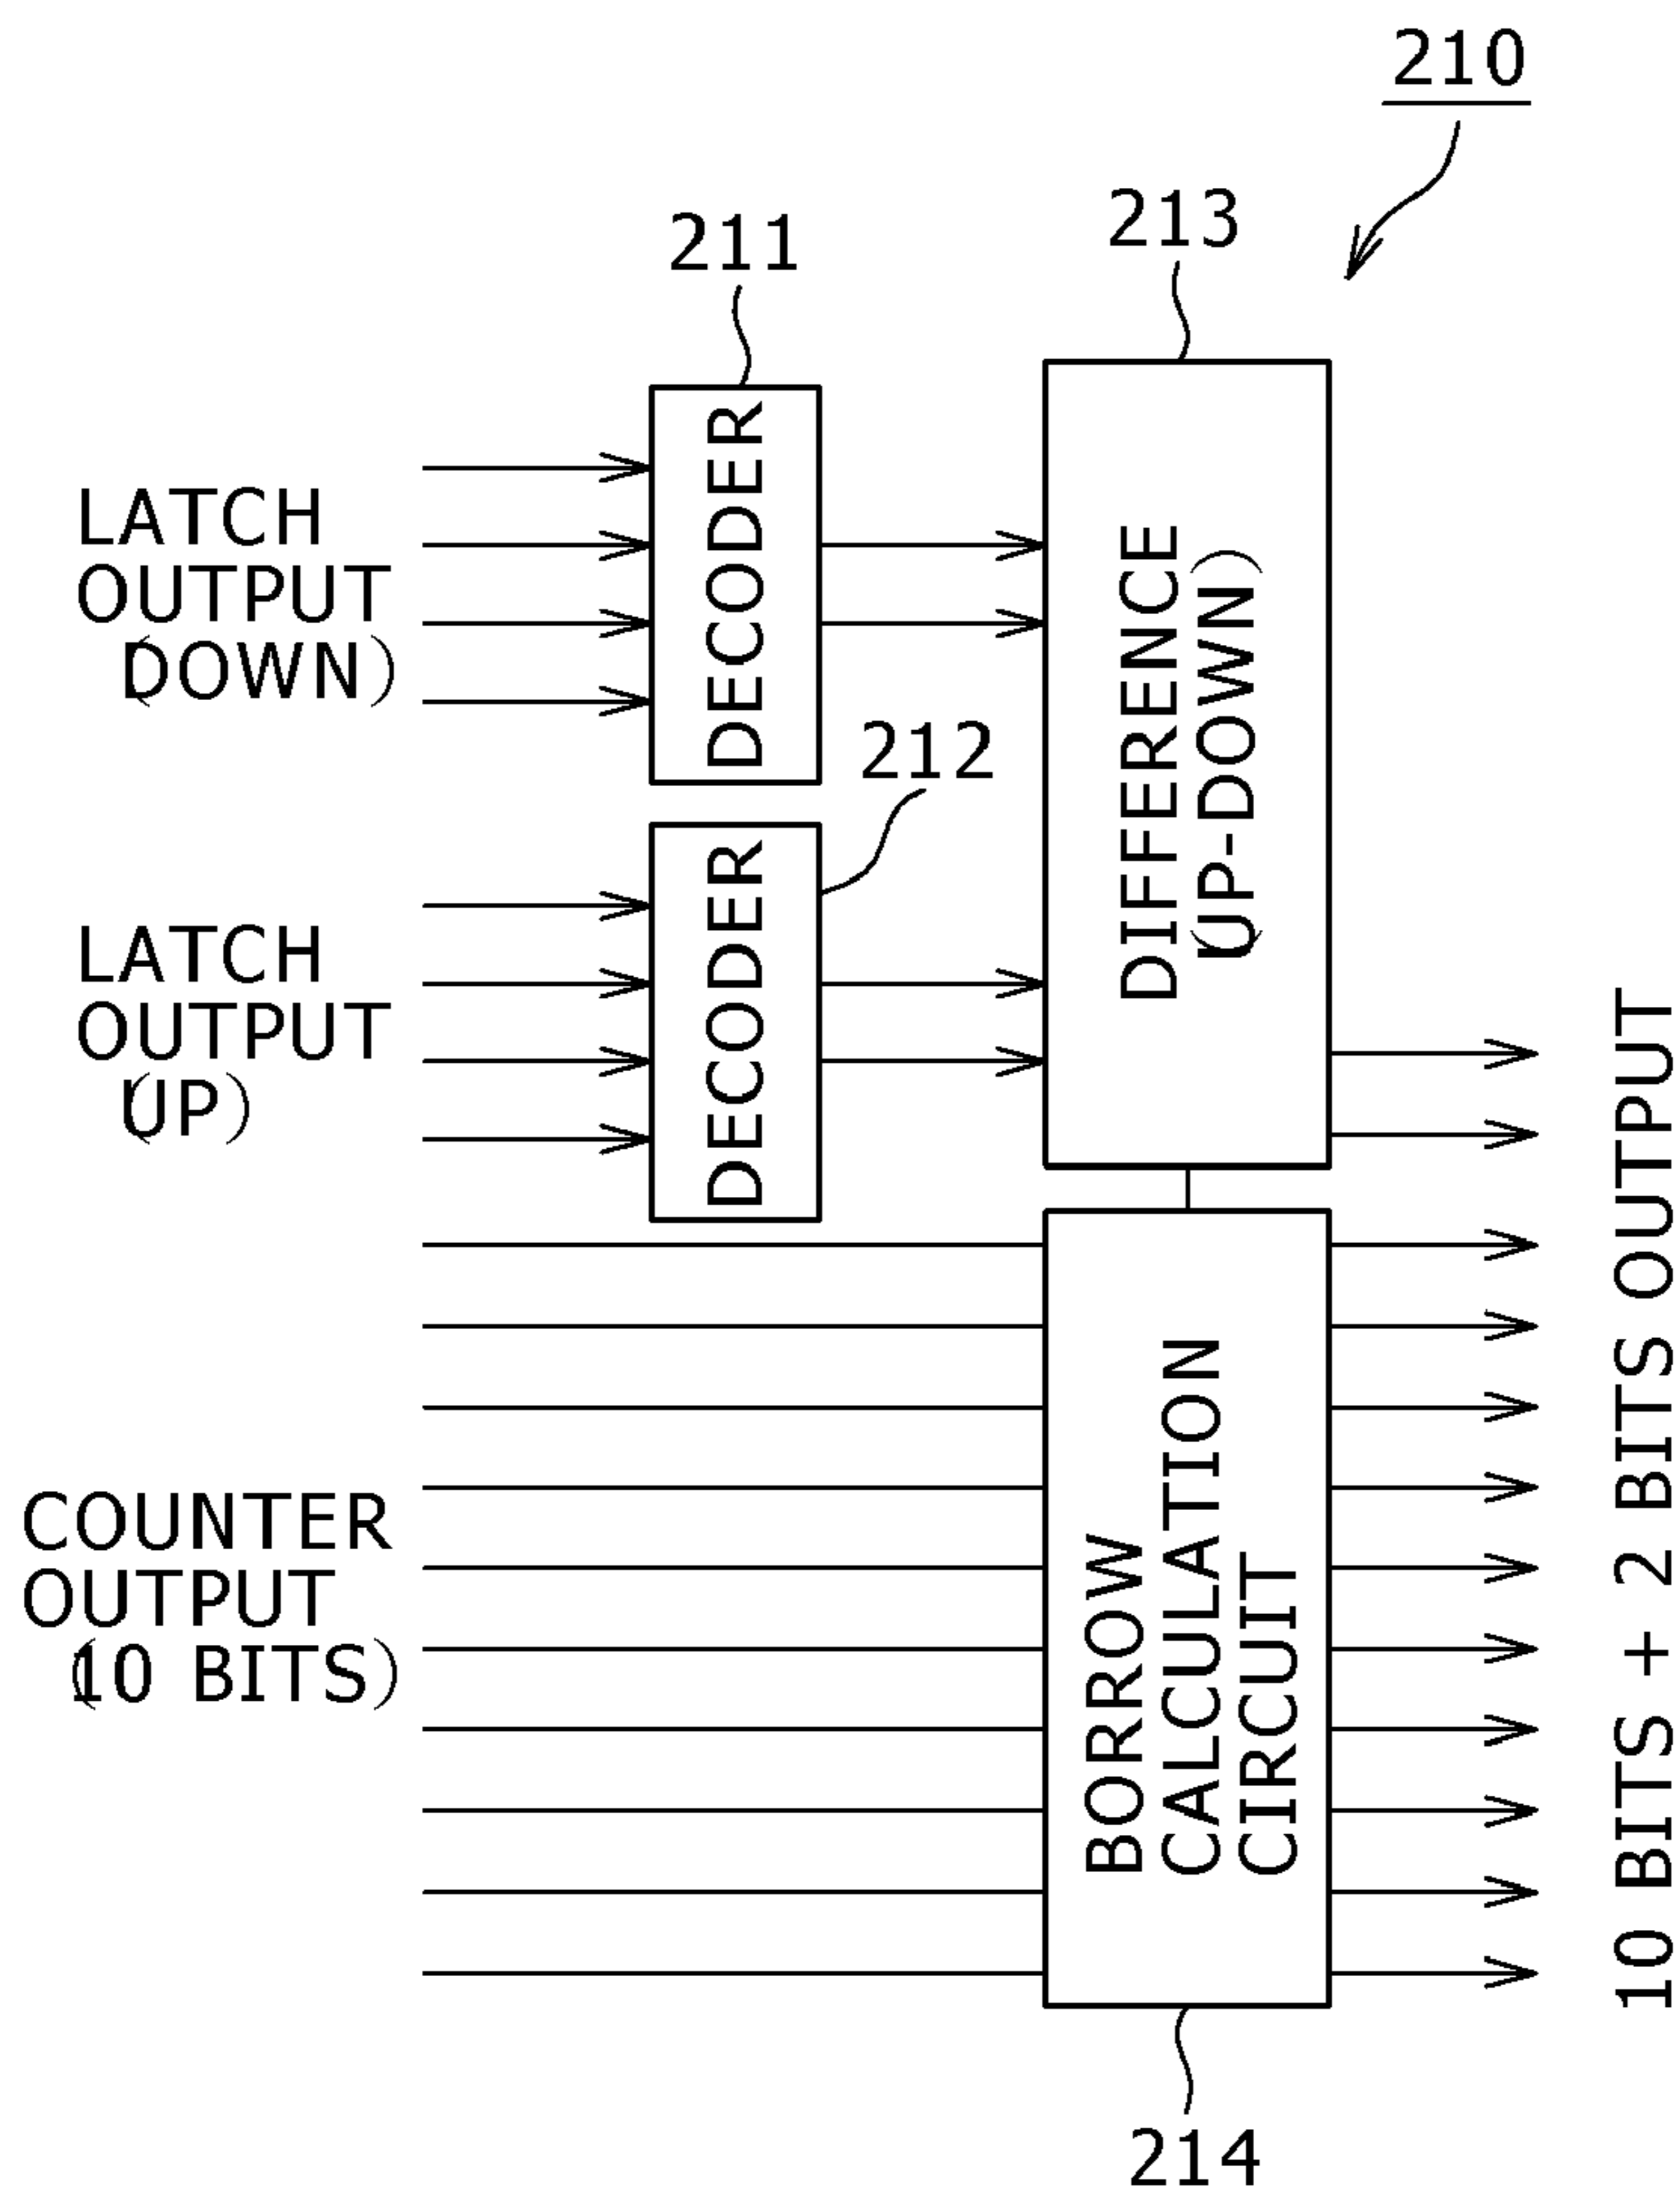 210
213
211
DECODER
LATCH
OUTPUT
(DOWN)
DIFFERENCE
(UP-DOWN)
212
DECODER
LATCH
OUTPUT
(UP)
COUNTER
OUTPUT
(10 BITS)
BORROW
CALCULATION
CIRCUIT
10 BITS + 2 BITS OUTPUT
214